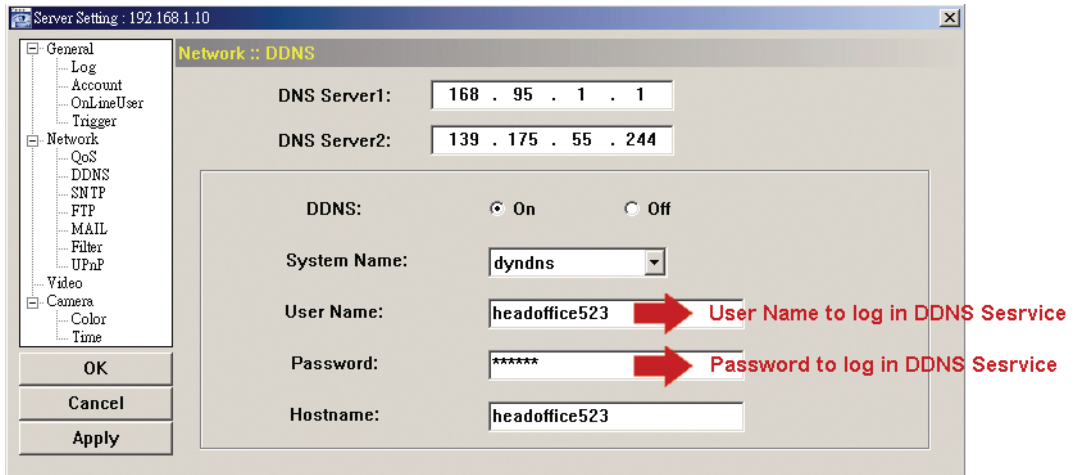 Server Setting : 192.168.1.10
General
Log
Account
OnLineUser
Trigger
Network
QoS
DDNS
SNTP
FTP
MAIL
Filter
UPnP
Video
Camera
Color
Time
OK
Cancel
Apply
Network :: DDNS
DNS Server1: 168 . 95 . 1 . 1
DNS Server2: 139 . 175 . 55 . 244
DDNS: On Off
System Name: dyndns
User Name: headoffice523 User Name to log in DDNS Sesrvice
Password: ****** Password to log in DDNS Sesrvice
Hostname: headoffice523